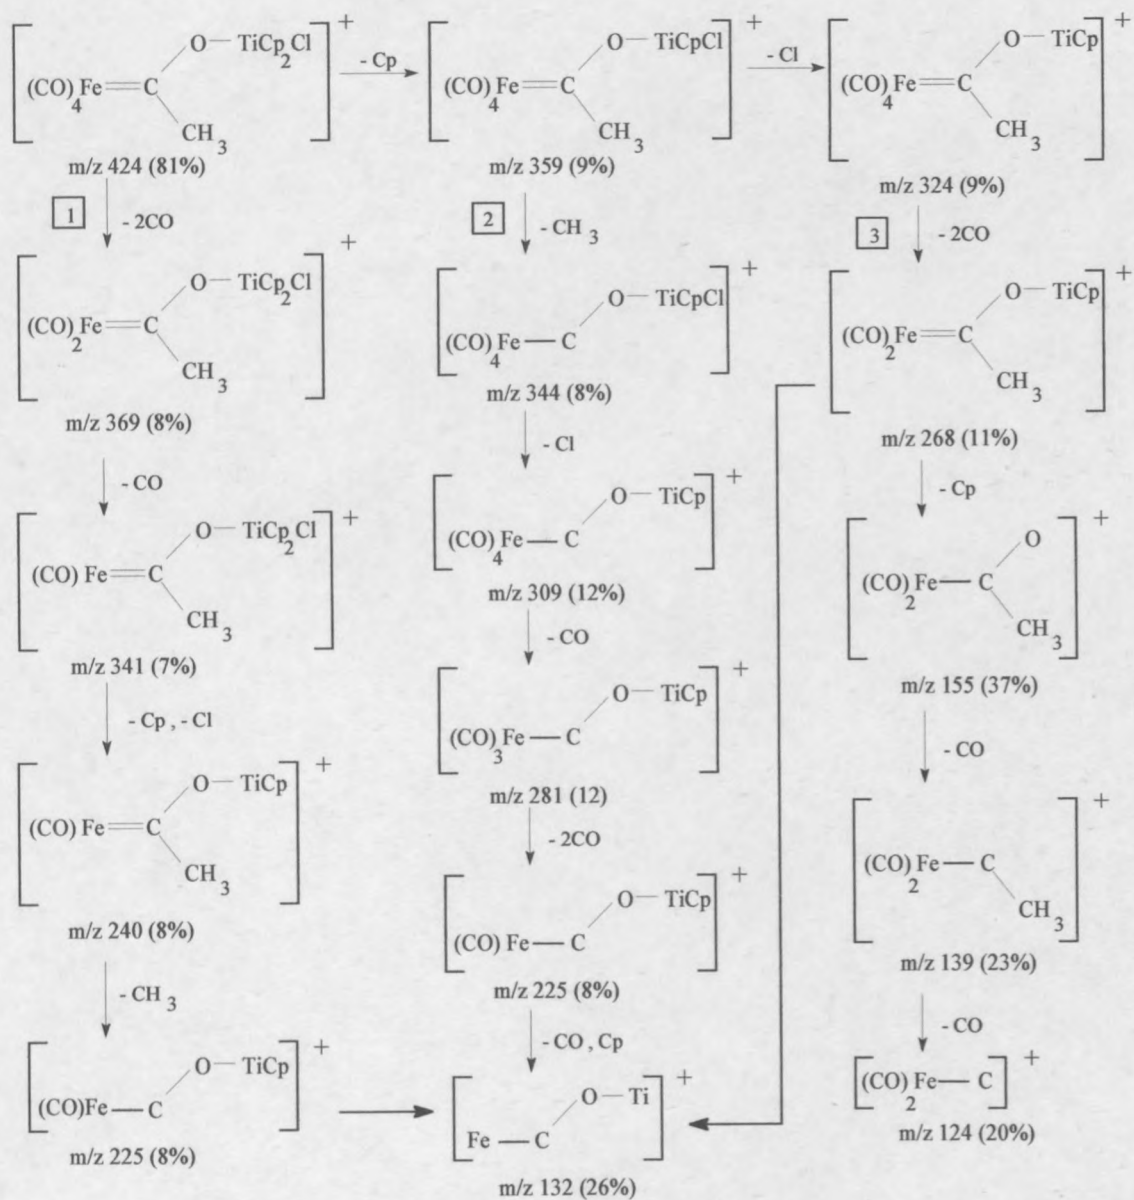 [(CO)4Fe=C(O-TiCp2Cl)CH3]+
- Cp
[(CO)4Fe=C(O-TiCpCl)CH3]+
- Cl
[(CO)4Fe=C(O-TiCp)CH3]+
m/z 424 (81%)
m/z 359 (9%)
m/z 324 (9%)
1
- 2CO
2
- CH3
3
- 2CO
[(CO)2Fe=C(O-TiCp2Cl)CH3]+
[(CO)4Fe-C-O-TiCpCl]+
[(CO)2Fe=C(O-TiCp)CH3]+
m/z 369 (8%)
m/z 344 (8%)
m/z 268 (11%)
- CO
- Cl
- Cp
[(CO)Fe=C(O-TiCp2Cl)CH3]+
[(CO)4Fe-C-O-TiCp]+
[(CO)2Fe-C(O)CH3]+
m/z 341 (7%)
m/z 309 (12%)
m/z 155 (37%)
- Cp , - Cl
- CO
- CO
[(CO)Fe=C(O-TiCp)CH3]+
[(CO)3Fe-C-O-TiCp]+
[(CO)2Fe-C-CH3]+
m/z 240 (8%)
m/z 281 (12)
m/z 139 (23%)
- CH3
- 2CO
- CO
[(CO)Fe-C-O-TiCp]+
[(CO)Fe-C-O-TiCp]+
[(CO)2Fe-C]+
m/z 225 (8%)
m/z 225 (8%)
m/z 124 (20%)
- CO , Cp
[Fe-C-O-Ti]+
m/z 132 (26%)